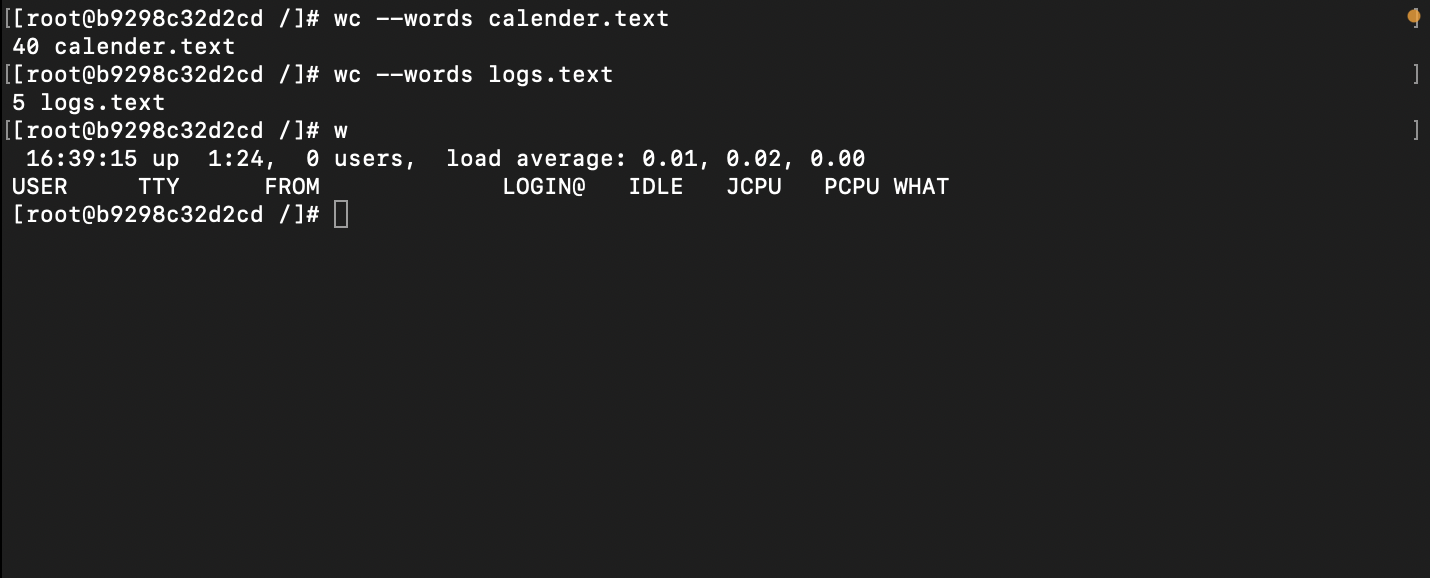 [[root@b9298c32d2cd /]# wc --words calender.text ]
40 calender.text
[[root@b9298c32d2cd /]# wc --words logs.text ]
5 logs.text
[[root@b9298c32d2cd /]# w ]
 16:39:15 up  1:24,  0 users,  load average: 0.01, 0.02, 0.00
USER     TTY      FROM             LOGIN@   IDLE   JCPU   PCPU WHAT
[root@b9298c32d2cd /]#